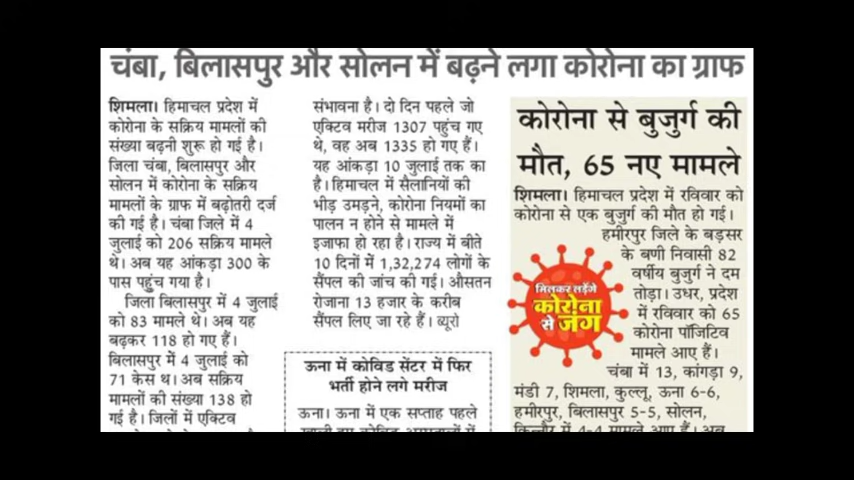 चंबा, बिलासपुर और सोलन में बढ़ने लगा कोरोना का ग्राफ
शिमला। हिमाचल प्रदेश में
कोरोना के सक्रिय मामलों की
संख्या बढ़नी शुरू हो गई है।
जिला चंबा, बिलासपुर और
सोलन में कोरोना के सक्रिय
मामलों के ग्राफ में बढ़ोतरी दर्ज
की गई है। चंबा जिले में 4
जुलाई को 206 सक्रिय मामले
थे। अब यह आंकड़ा 300 के
पास पहुंच गया है।
जिला बिलासपुर में 4 जुलाई
को 83 मामले थे। अब यह
बढ़कर 118 हो गए हैं।
बिलासपुर में 4 जुलाई को
71 केस थ। अब सक्रिय
मामलों की संख्या 138 हो
गई है। जिलों में एक्टिव
संभावना है। दो दिन पहले जो
एक्टिव मरीज 1307 पहुंच गए
थे, वह अब 1335 हो गए हैं।
यह आंकड़ा 10 जुलाई तक का
है। हिमाचल में सैलानियों की
भीड़ उमड़ने, कोरोना नियमों का
पालन न होने से मामले में
इजाफा हो रहा है। राज्य में बीते
10 दिनों में 1,32,274 लोगों के
सैंपल की जांच की गई। औसतन
रोजाना 13 हजार के करीब
सैंपल लिए जा रहे हैं। ब्यूरो
ऊना में कोविड सेंटर में फिर
भर्ती होने लगे मरीज
ऊना। ऊना में एक सप्ताह पहले
कोरोना से बुजुर्ग की
मौत, 65 नए मामले
शिमला। हिमाचल प्रदेश में रविवार को
कोरोना से एक बुजुर्ग की मौत हो गई।
हमीरपुर जिले के बड़सर
के बणी निवासी 82
वर्षीय बुजुर्ग ने दम
तोड़ा। उधर, प्रदेश
में रविवार को 65
कोरोना पॉजिटिव
मामले आए हैं।
चंबा में 13, कांगड़ा 9,
मंडी 7, शिमला, कुल्लू, ऊना 6-6,
हमीरपुर, बिलासपुर 5-5, सोलन,
किन्नौर में 4-4 मामले आए हैं। अब
मिलकर लड़ेंगे
कोरोना
से जंग